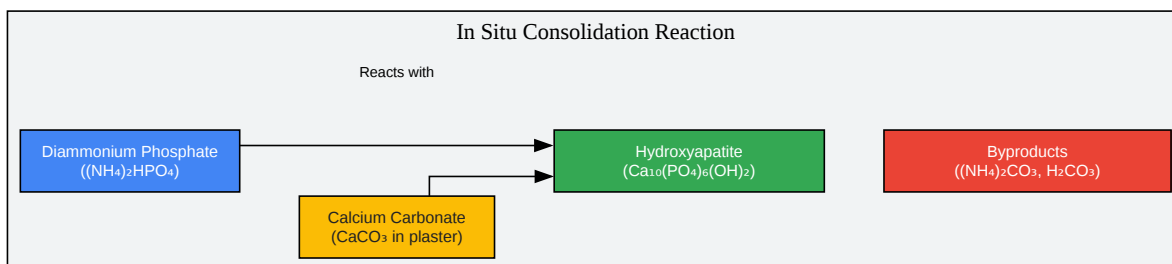 In Situ Consolidation Reaction
Reacts with
Diammonium Phosphate
((NH₄)₂HPO₄)
Hydroxyapatite
(Ca₁₀(PO₄)₆(OH)₂)
Byproducts
((NH₄)₂CO₃, H₂CO₃)
Calcium Carbonate
(CaCO₃ in plaster)